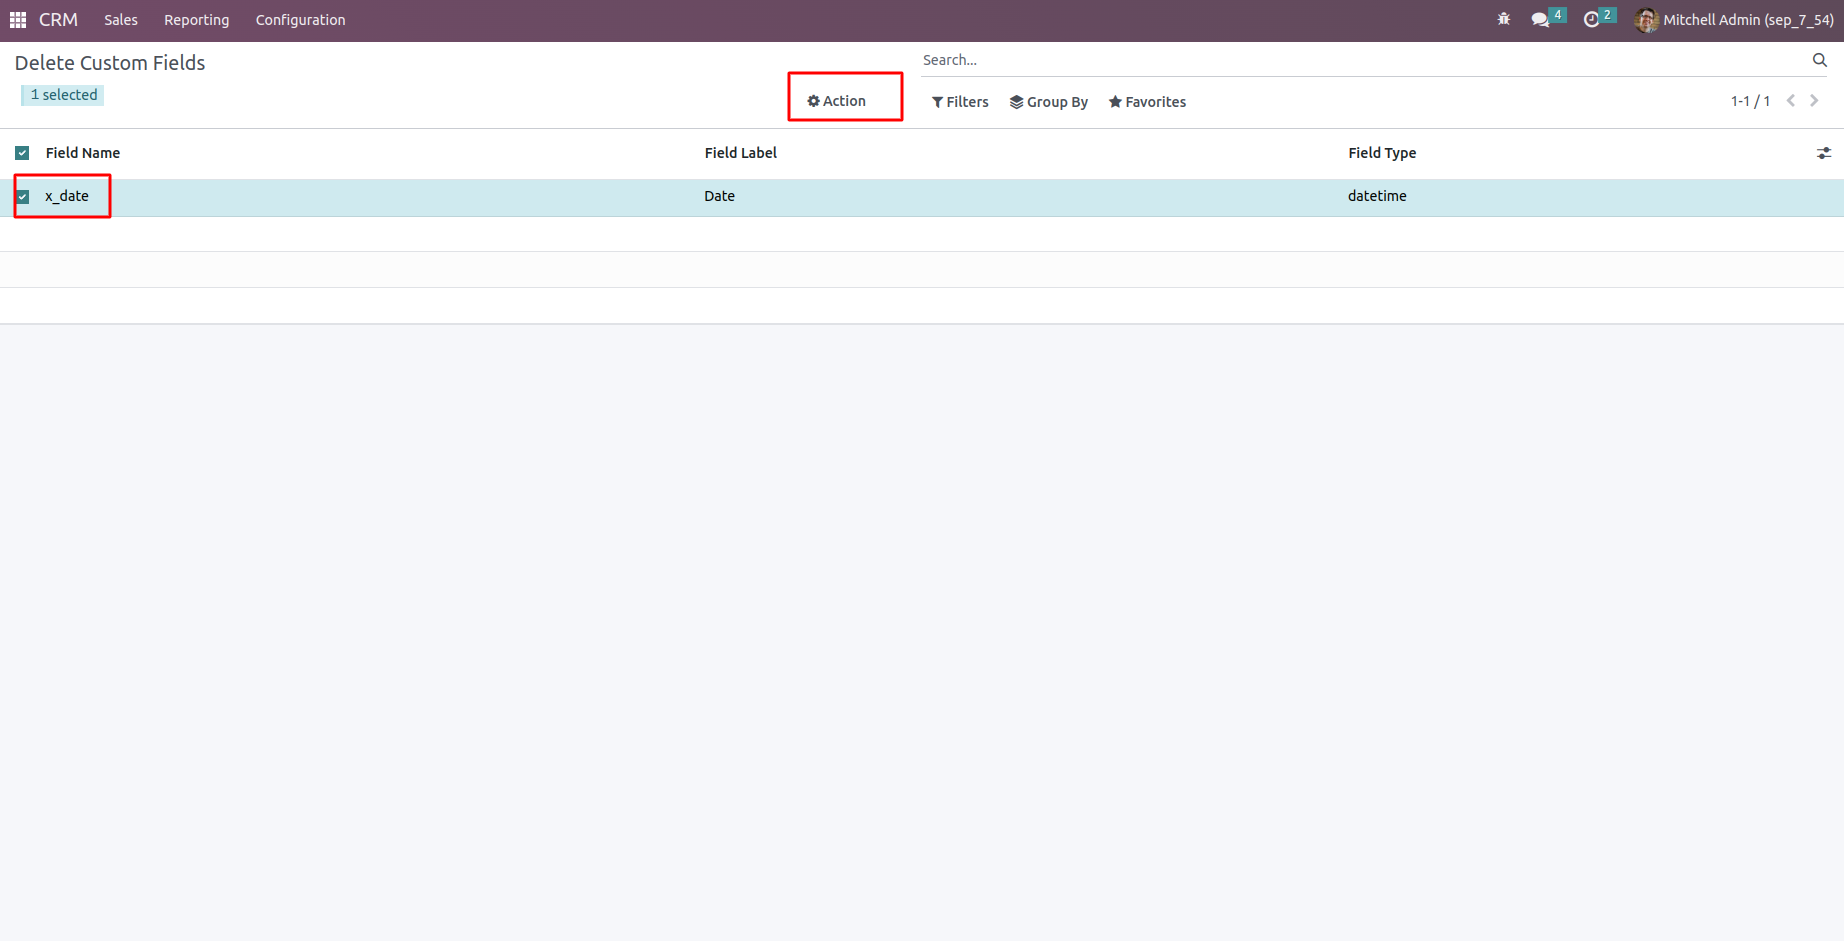 CRM Sales Reporting Configuration 4 2 Mitchell Admin (sep_7_54)
Delete Custom Fields Search...
1 selected Action Filters Group By Favorites 1-1 / 1
Field Name Field Label Field Type
x_date Date datetime